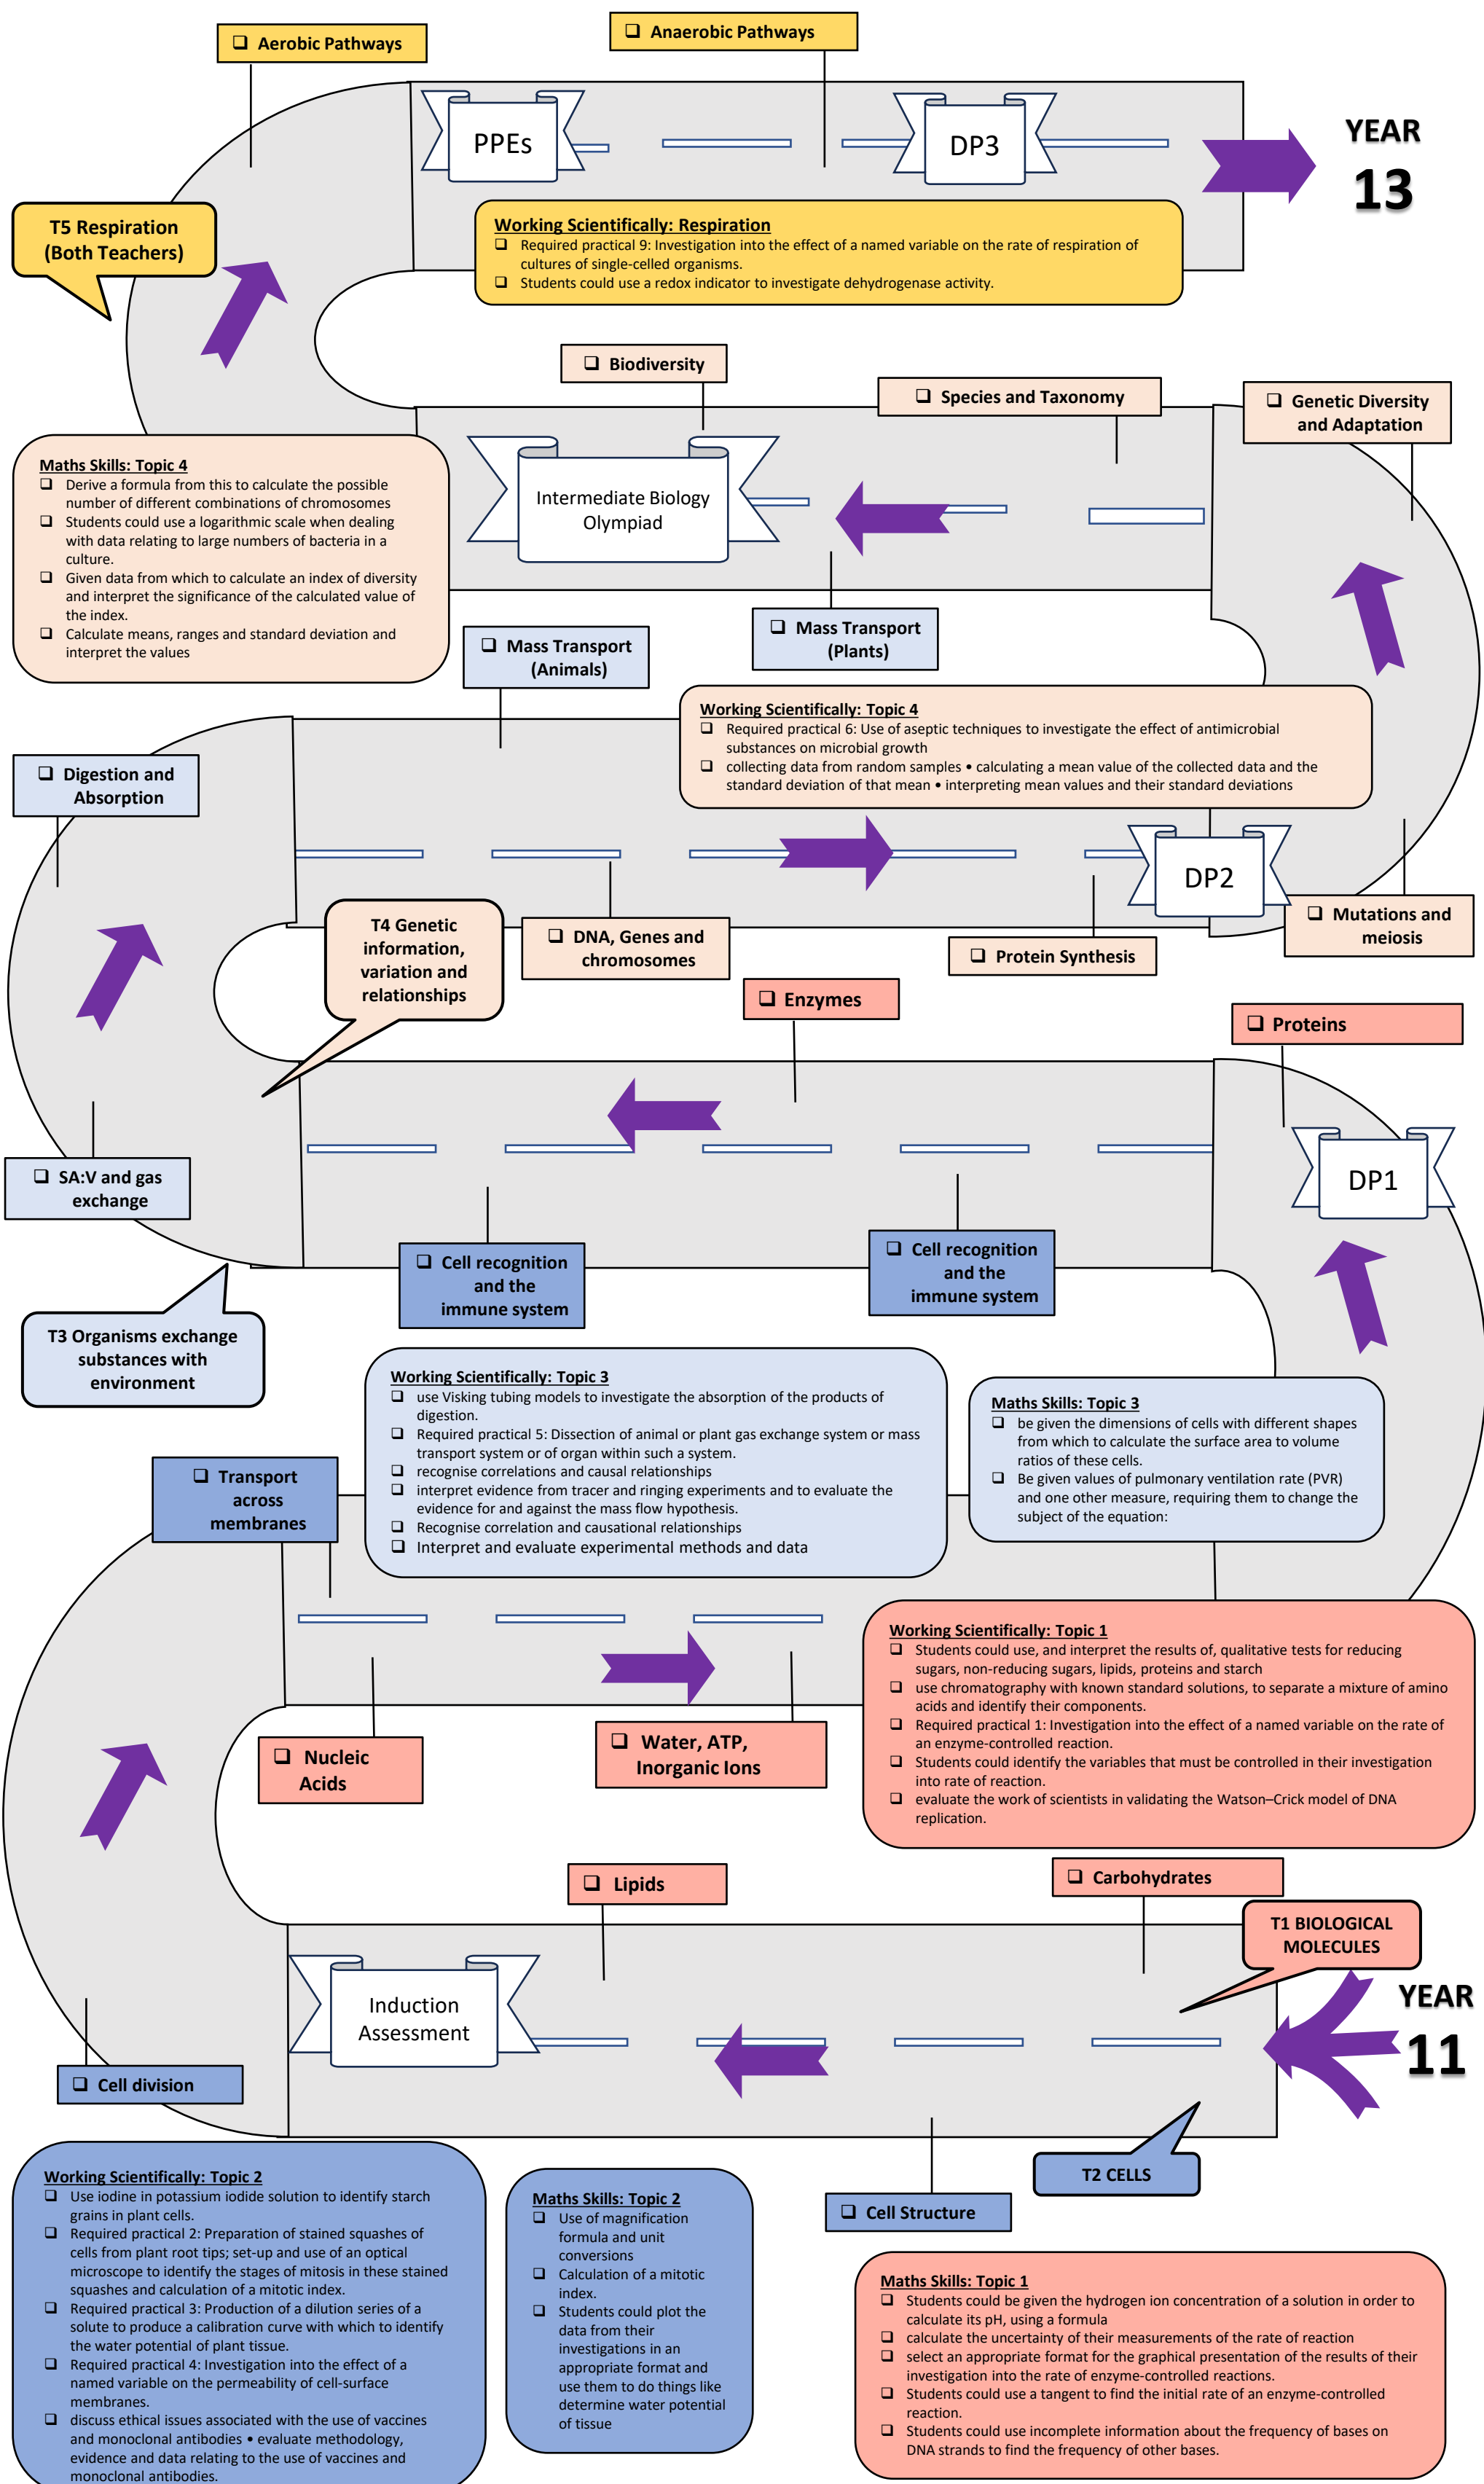 ❑ Aerobic Pathways
❑ Anaerobic Pathways
PPEs
DP3
YEAR
13
T5 Respiration
(Both Teachers)
Working Scientifically: Respiration
❑ Required practical 9: Investigation into the effect of a named variable on the rate of respiration of
cultures of single-celled organisms.
❑ Students could use a redox indicator to investigate dehydrogenase activity.
❑ Biodiversity
❑ Species and Taxonomy
❑ Genetic Diversity
and Adaptation
Maths Skills: Topic 4
❑ Derive a formula from this to calculate the possible
number of different combinations of chromosomes
❑ Students could use a logarithmic scale when dealing
with data relating to large numbers of bacteria in a
culture.
❑ Given data from which to calculate an index of diversity
and interpret the significance of the calculated value of
the index.
❑ Calculate means, ranges and standard deviation and
interpret the values
Intermediate Biology
Olympiad
❑ Mass Transport
(Animals)
❑ Mass Transport
(Plants)
Working Scientifically: Topic 4
❑ Required practical 6: Use of aseptic techniques to investigate the effect of antimicrobial
substances on microbial growth
❑ collecting data from random samples • calculating a mean value of the collected data and the
standard deviation of that mean • interpreting mean values and their standard deviations
❑ Digestion and
Absorption
DP2
T4 Genetic
information,
variation and
relationships
❑ DNA, Genes and
chromosomes
❑ Protein Synthesis
❑ Mutations and
meiosis
❑ Enzymes
❑ Proteins
DP1
❑ SA:V and gas
exchange
❑ Cell recognition
and the
immune system
❑ Cell recognition
and the
immune system
T3 Organisms exchange
substances with
environment
Working Scientifically: Topic 3
❑ use Visking tubing models to investigate the absorption of the products of
digestion.
❑ Required practical 5: Dissection of animal or plant gas exchange system or mass
transport system or of organ within such a system.
❑ recognise correlations and causal relationships
❑ interpret evidence from tracer and ringing experiments and to evaluate the
evidence for and against the mass flow hypothesis.
❑ Recognise correlation and causational relationships
❑ Interpret and evaluate experimental methods and data
Maths Skills: Topic 3
❑ be given the dimensions of cells with different shapes
from which to calculate the surface area to volume
ratios of these cells.
❑ Be given values of pulmonary ventilation rate (PVR)
and one other measure, requiring them to change the
subject of the equation:
❑ Transport
across
membranes
Working Scientifically: Topic 1
❑ Students could use, and interpret the results of, qualitative tests for reducing
sugars, non-reducing sugars, lipids, proteins and starch
❑ use chromatography with known standard solutions, to separate a mixture of amino
acids and identify their components.
❑ Required practical 1: Investigation into the effect of a named variable on the rate of
an enzyme-controlled reaction.
❑ Students could identify the variables that must be controlled in their investigation
into rate of reaction.
❑ evaluate the work of scientists in validating the Watson–Crick model of DNA
replication.
❑ Nucleic
Acids
❑ Water, ATP,
Inorganic Ions
❑ Lipids
❑ Carbohydrates
T1 BIOLOGICAL
MOLECULES
Induction
Assessment
YEAR
11
❑ Cell division
T2 CELLS
❑ Cell Structure
Working Scientifically: Topic 2
❑ Use iodine in potassium iodide solution to identify starch
grains in plant cells.
❑ Required practical 2: Preparation of stained squashes of
cells from plant root tips; set-up and use of an optical
microscope to identify the stages of mitosis in these stained
squashes and calculation of a mitotic index.
❑ Required practical 3: Production of a dilution series of a
solute to produce a calibration curve with which to identify
the water potential of plant tissue.
❑ Required practical 4: Investigation into the effect of a
named variable on the permeability of cell-surface
membranes.
❑ discuss ethical issues associated with the use of vaccines
and monoclonal antibodies • evaluate methodology,
evidence and data relating to the use of vaccines and
monoclonal antibodies.
Maths Skills: Topic 2
❑ Use of magnification
formula and unit
conversions
❑ Calculation of a mitotic
index.
❑ Students could plot the
data from their
investigations in an
appropriate format and
use them to do things like
determine water potential
of tissue
Maths Skills: Topic 1
❑ Students could be given the hydrogen ion concentration of a solution in order to
calculate its pH, using a formula
❑ calculate the uncertainty of their measurements of the rate of reaction
❑ select an appropriate format for the graphical presentation of the results of their
investigation into the rate of enzyme-controlled reactions.
❑ Students could use a tangent to find the initial rate of an enzyme-controlled
reaction.
❑ Students could use incomplete information about the frequency of bases on
DNA strands to find the frequency of other bases.